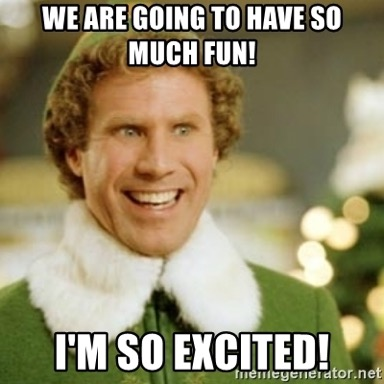 WE ARE GOING TO HAVE SO
MUCH FUN!
I'M SO EXCITED!
memegenerator.net